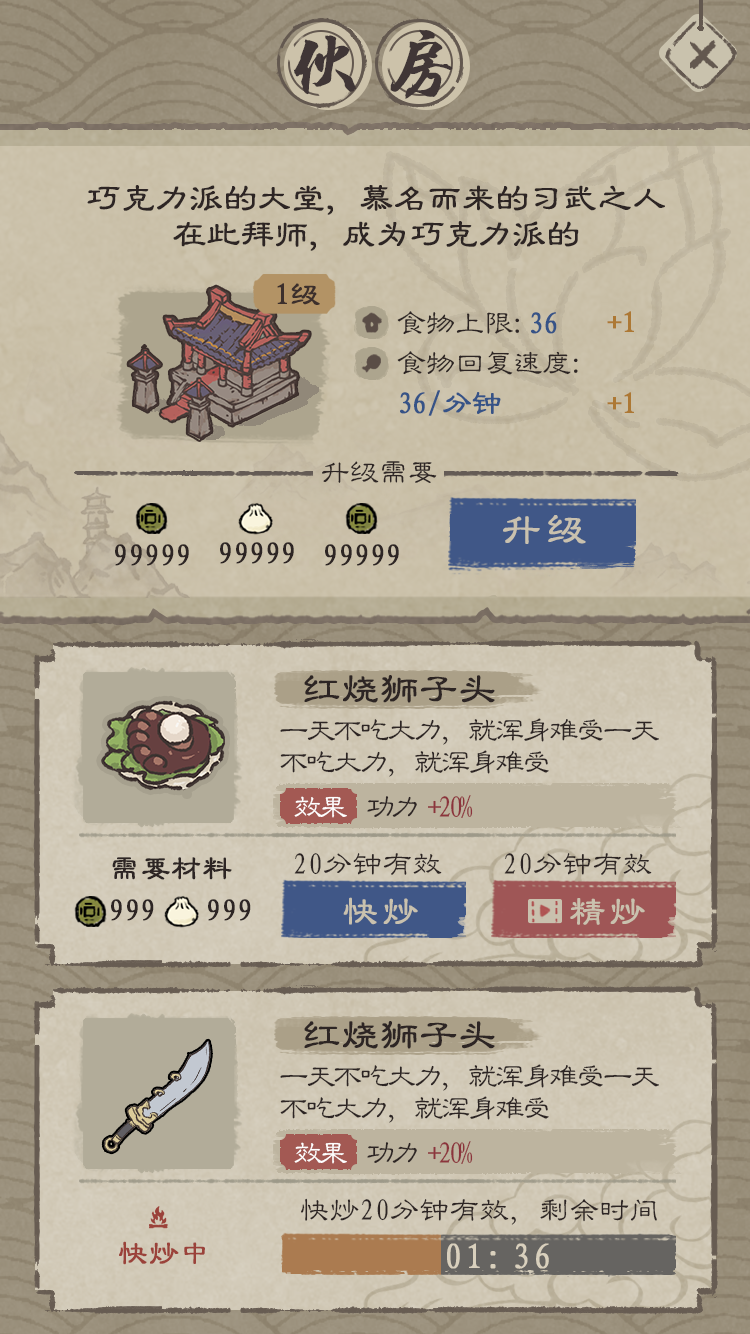 伙房
巧克力派的大堂，慕名而来的习武之人
在此拜师，成为巧克力派的
1级
食物上限: 36 +1
食物回复速度:
36/分钟 +1
升级需要
99999 99999 99999
升级
红烧狮子头
一天不吃大力，就浑身难受一天
不吃大力，就浑身难受
效果 功力 +20%
需要材料
999 999
20分钟有效 20分钟有效
快炒 精炒
红烧狮子头
一天不吃大力，就浑身难受一天
不吃大力，就浑身难受
效果 功力 +20%
快炒中
快炒20分钟有效，剩余时间
01: 36